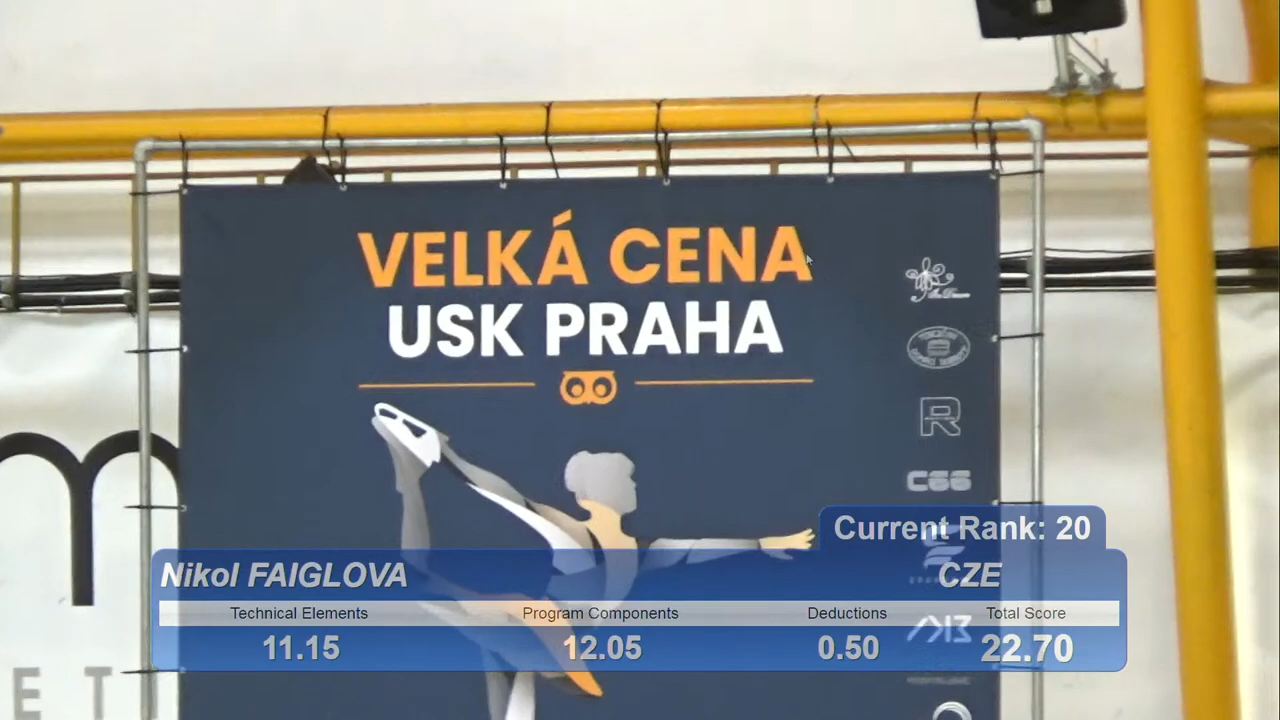 VELKÁ CENA
USK PRAHA
R
m
ET
Current Rank: 20
Nikol FAIGLOVA CZE
Technical Elements Program Components Deductions Total Score
11.15 12.05 0.50 22.70